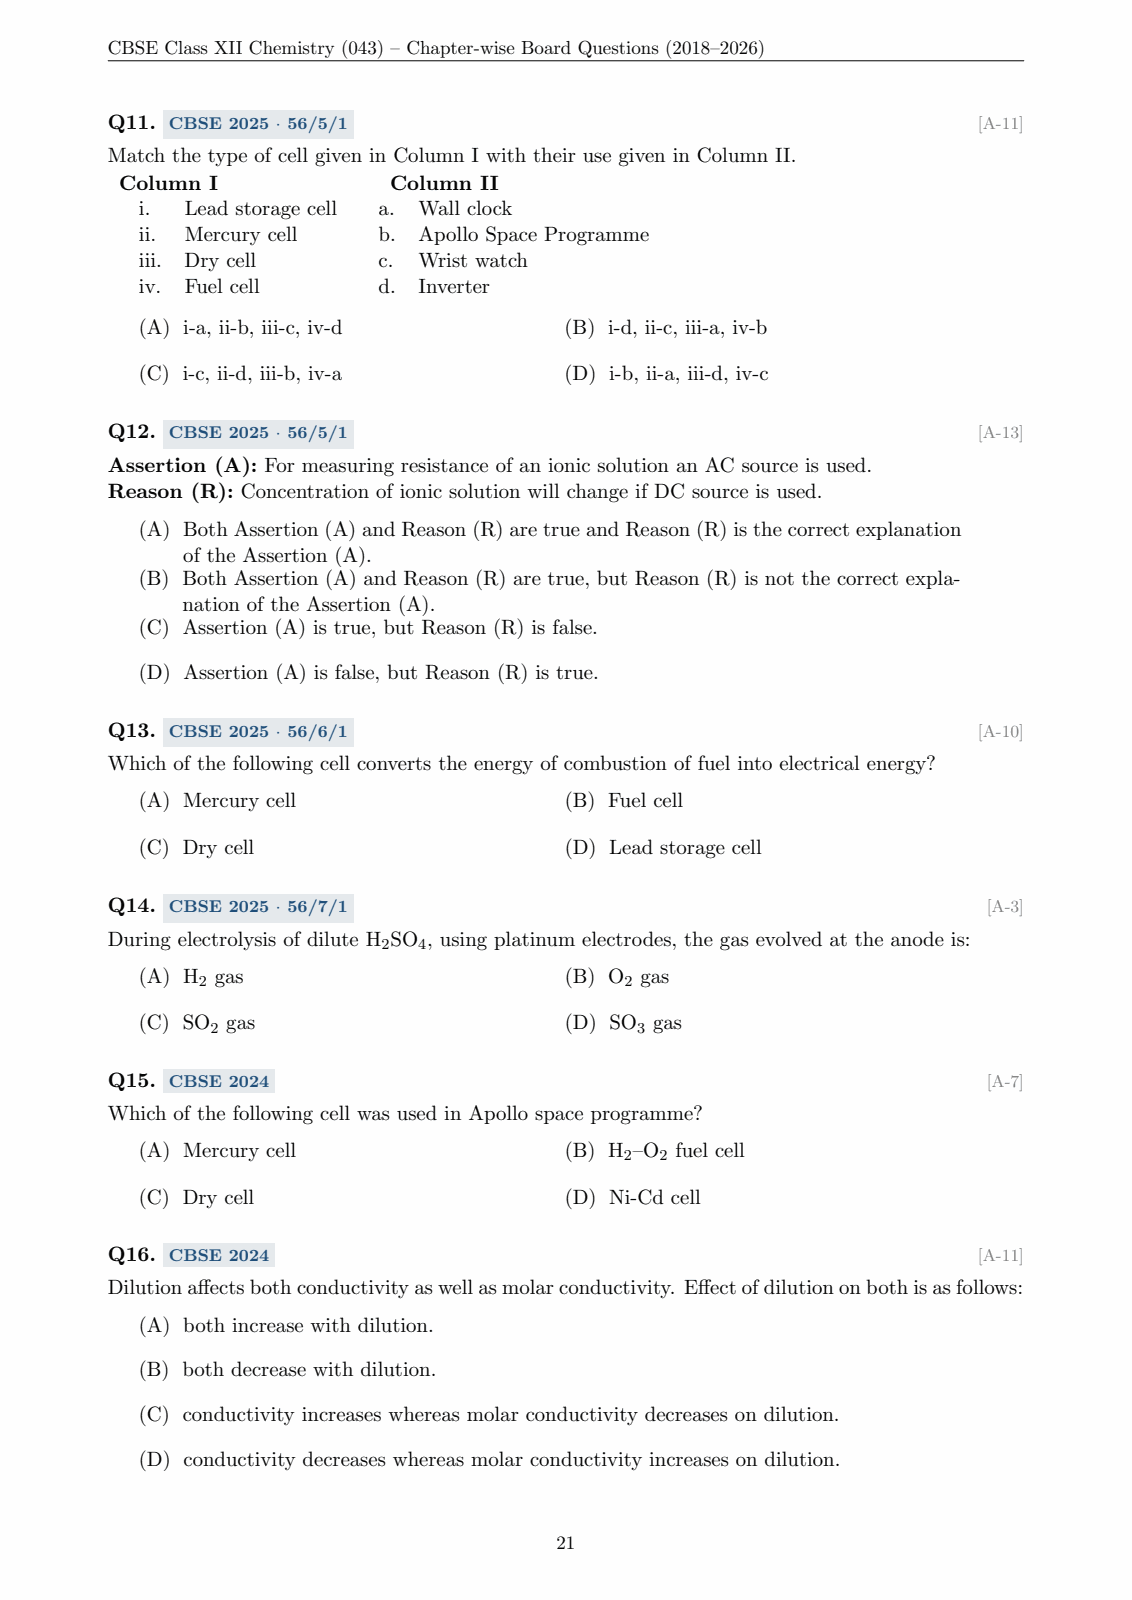 CBSE Class XII Chemistry (043) – Chapter-wise Board Questions (2018–2026)
Q11. CBSE 2025 · 56/5/1 [A-11]
Match the type of cell given in Column I with their use given in Column II.
Column I Column II
i. Lead storage cell a. Wall clock
ii. Mercury cell b. Apollo Space Programme
iii. Dry cell c. Wrist watch
iv. Fuel cell d. Inverter
(A) i-a, ii-b, iii-c, iv-d (B) i-d, ii-c, iii-a, iv-b
(C) i-c, ii-d, iii-b, iv-a (D) i-b, ii-a, iii-d, iv-c
Q12. CBSE 2025 · 56/5/1 [A-13]
Assertion (A): For measuring resistance of an ionic solution an AC source is used.
Reason (R): Concentration of ionic solution will change if DC source is used.
(A) Both Assertion (A) and Reason (R) are true and Reason (R) is the correct explanation
of the Assertion (A).
(B) Both Assertion (A) and Reason (R) are true, but Reason (R) is not the correct expla-
nation of the Assertion (A).
(C) Assertion (A) is true, but Reason (R) is false.
(D) Assertion (A) is false, but Reason (R) is true.
Q13. CBSE 2025 · 56/6/1 [A-10]
Which of the following cell converts the energy of combustion of fuel into electrical energy?
(A) Mercury cell (B) Fuel cell
(C) Dry cell (D) Lead storage cell
Q14. CBSE 2025 · 56/7/1 [A-3]
During electrolysis of dilute H₂SO₄, using platinum electrodes, the gas evolved at the anode is:
(A) H₂ gas (B) O₂ gas
(C) SO₂ gas (D) SO₃ gas
Q15. CBSE 2024 [A-7]
Which of the following cell was used in Apollo space programme?
(A) Mercury cell (B) H₂–O₂ fuel cell
(C) Dry cell (D) Ni-Cd cell
Q16. CBSE 2024 [A-11]
Dilution affects both conductivity as well as molar conductivity. Effect of dilution on both is as follows:
(A) both increase with dilution.
(B) both decrease with dilution.
(C) conductivity increases whereas molar conductivity decreases on dilution.
(D) conductivity decreases whereas molar conductivity increases on dilution.
21